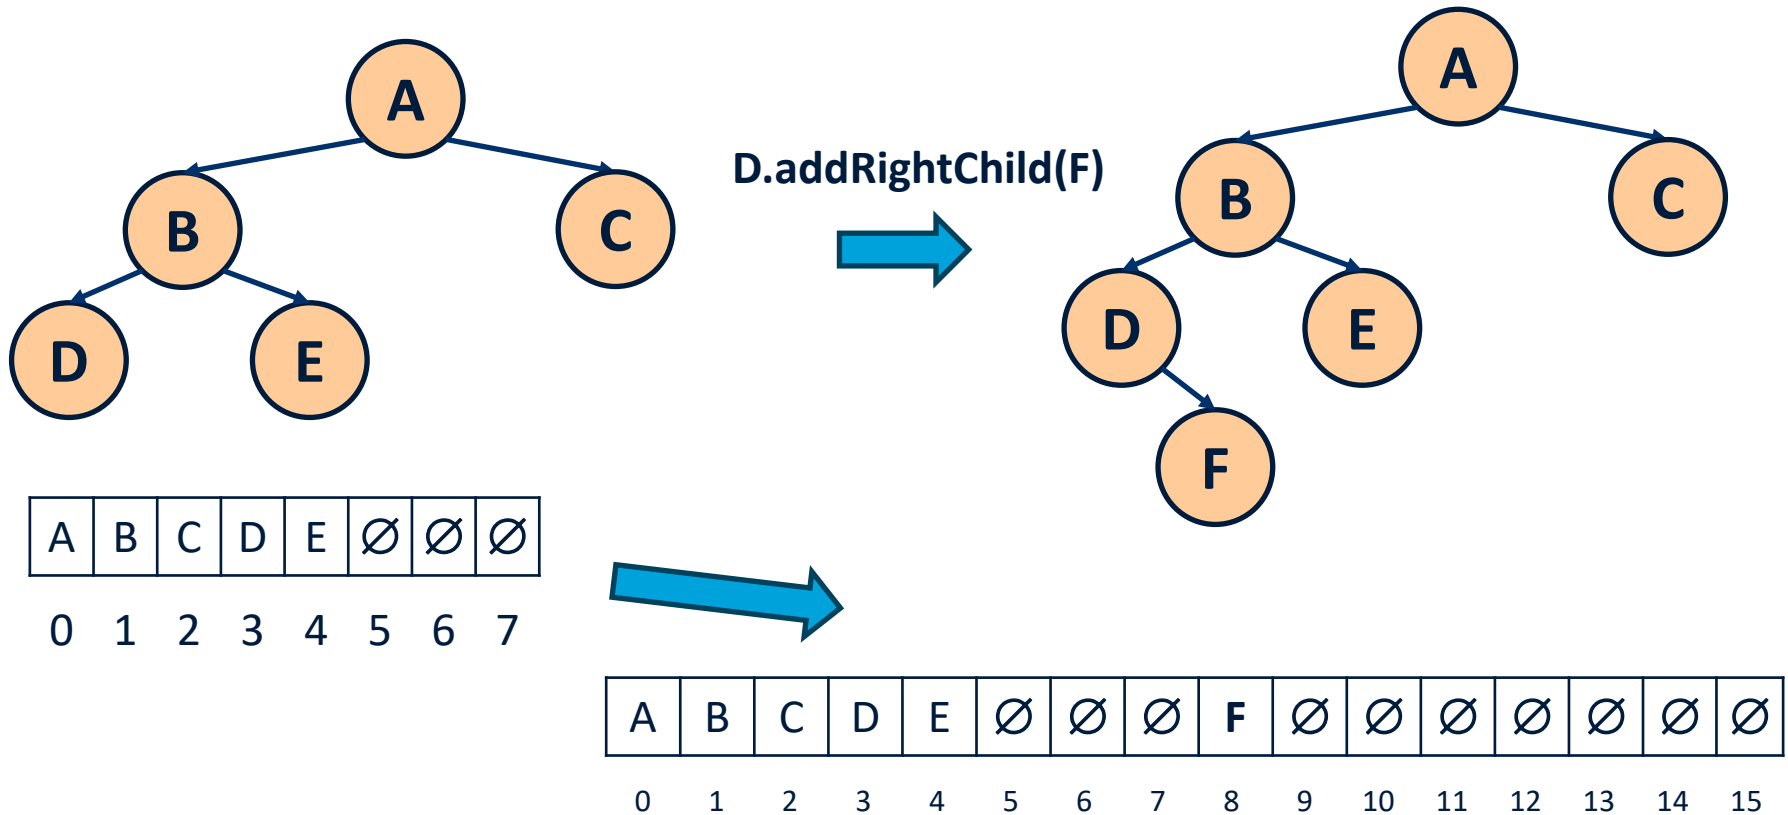 A
B
C
D
E
D.addRightChild(F)
A
B
C
D
E
F
A B C D E ∅ ∅ ∅
0 1 2 3 4 5 6 7
A B C D E ∅ ∅ ∅ F ∅ ∅ ∅ ∅ ∅ ∅ ∅
0 1 2 3 4 5 6 7 8 9 10 11 12 13 14 15